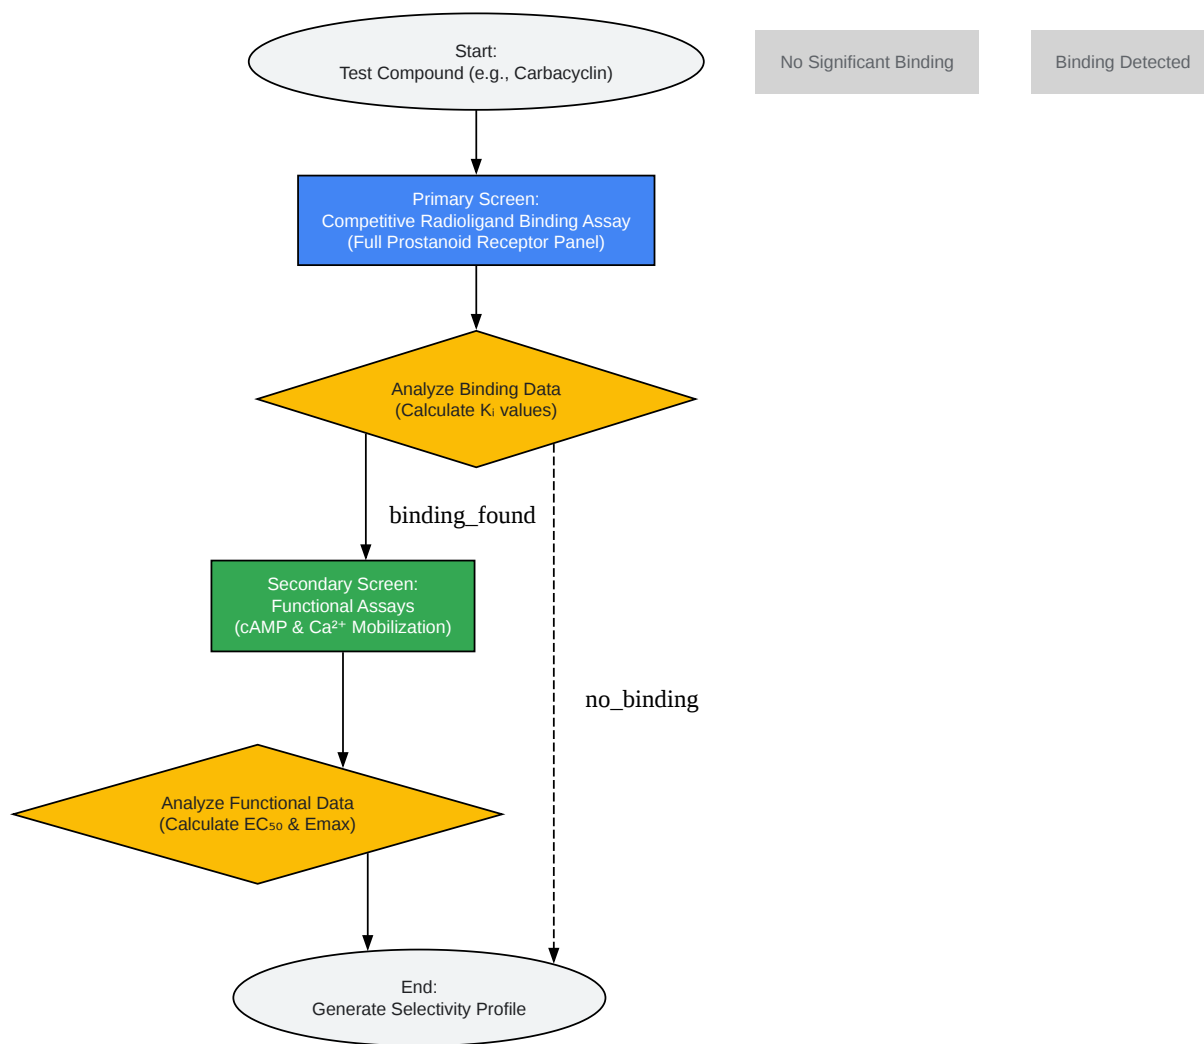 Start:
Test Compound (e.g., Carbacyclin)
No Significant Binding
Binding Detected
Primary Screen:
Competitive Radioligand Binding Assay
(Full Prostanoid Receptor Panel)
Analyze Binding Data
(Calculate Kᵢ values)
binding_found
Secondary Screen:
Functional Assays
(cAMP & Ca²⁺ Mobilization)
no_binding
Analyze Functional Data
(Calculate EC₅₀ & Emax)
End:
Generate Selectivity Profile